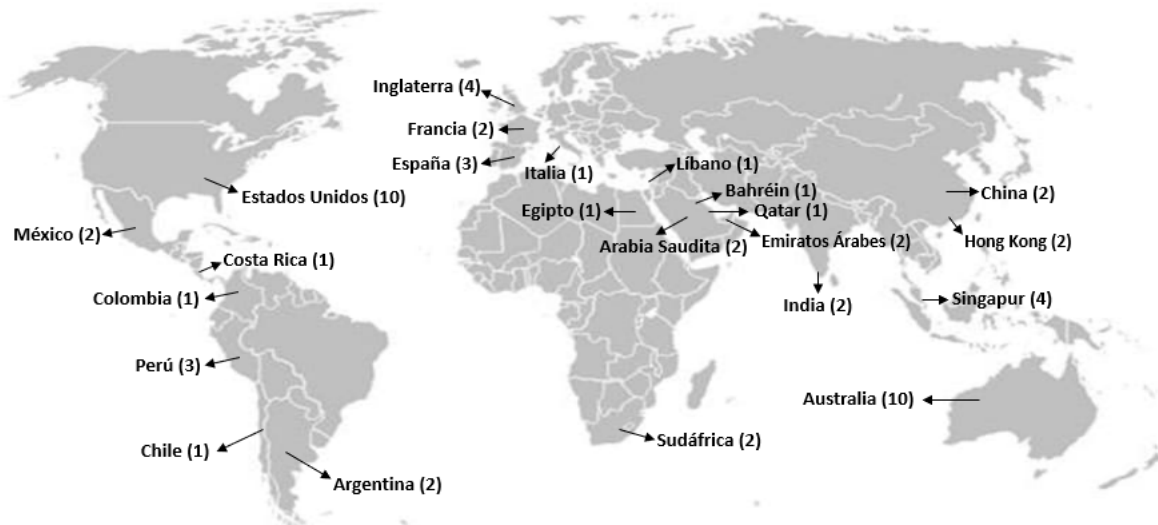 Inglaterra (4)
Francia (2)
España (3)
Italia (1)
Líbano (1)
Estados Unidos (10)
Bahréin (1)
China (2)
Egipto (1)
Qatar (1)
México (2)
Arabia Saudita (2)
Emiratos Árabes (2)
Hong Kong (2)
Costa Rica (1)
Colombia (1)
India (2)
Singapur (4)
Perú (3)
Australia (10)
Chile (1)
Sudáfrica (2)
Argentina (2)